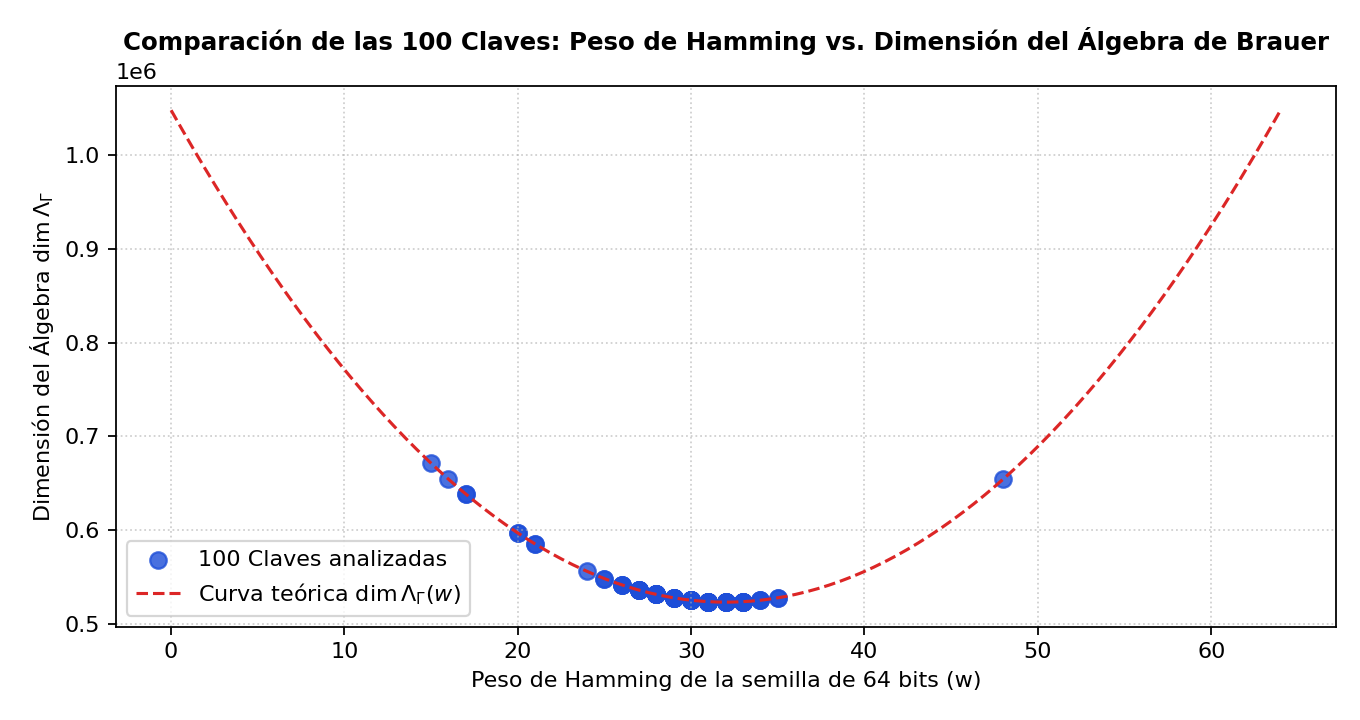 Comparación de las 100 Claves: Peso de Hamming vs. Dimensión del Álgebra de Brauer
1e6
1.0
0.9
0.8
0.7
0.6
0.5
Dimensión del Álgebra dim Λ_Γ
100 Claves analizadas
Curva teórica dim Λ_Γ(w)
0 10 20 30 40 50 60
Peso de Hamming de la semilla de 64 bits (w)